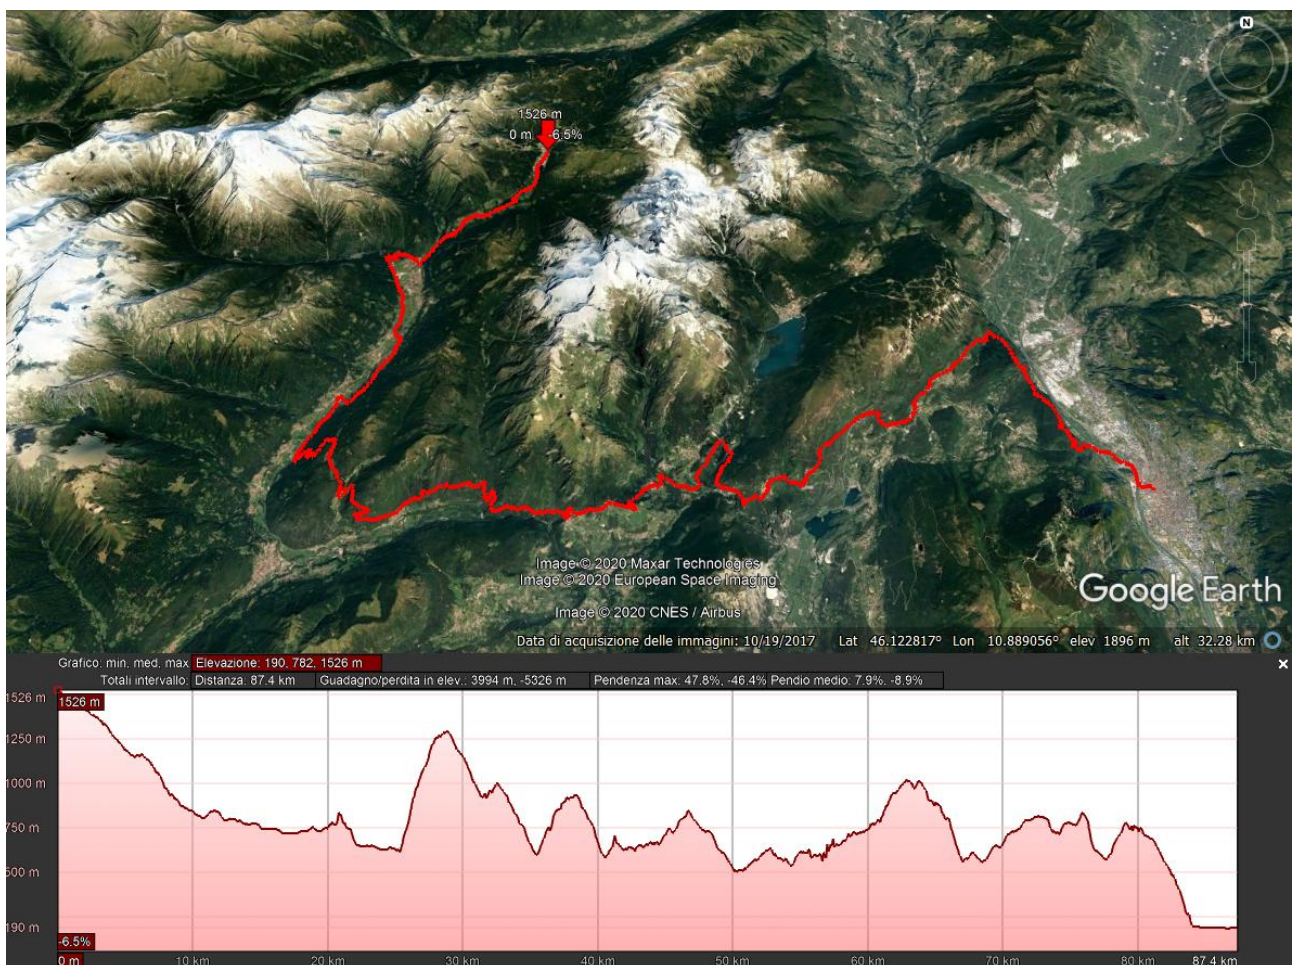 N
1526 m
0 m -6.5%
Image © 2020 Maxar Technologies
Image © 2020 European Space Imaging
Image © 2020 CNES / Airbus
Google Earth
Data di acquisizione delle immagini: 10/19/2017 Lat 46.122817° Lon 10.889056° elev 1896 m alt 32.28 km
Grafico: min. med. max Elevazione: 190, 782, 1526 m
Totali intervallo: Distanza: 87.4 km Guadagno/perdita in elev.: 3994 m, -5326 m Pendenza max: 47.8%, -46.4% Pendio medio: 7.9%, -8.9%
1526 m
1526 m
1250 m
1000 m
750 m
500 m
190 m
-6.5%
0 m 10 km 20 km 30 km 40 km 50 km 60 km 70 km 80 km 87.4 km